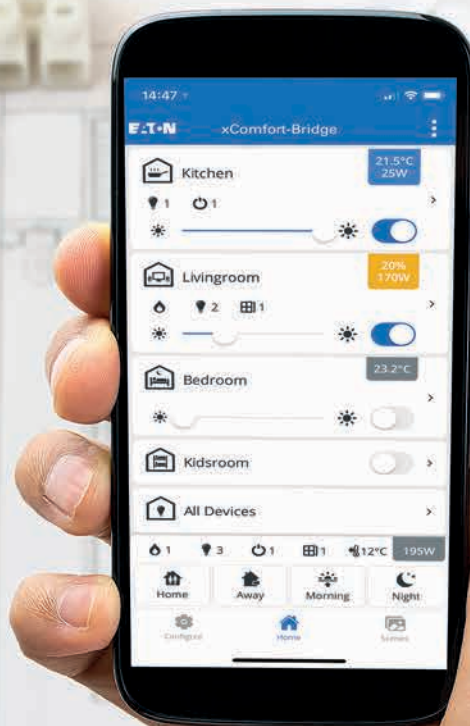 14:47
EATON xComfort-Bridge
Kitchen
21.5°C
25W
1 1
Livingroom
20%
170W
2 1
Bedroom
23.2°C
Kidsroom
All Devices
1 3 1 1 12°C 195W
Home Away Morning Night
Configure Home Scenes